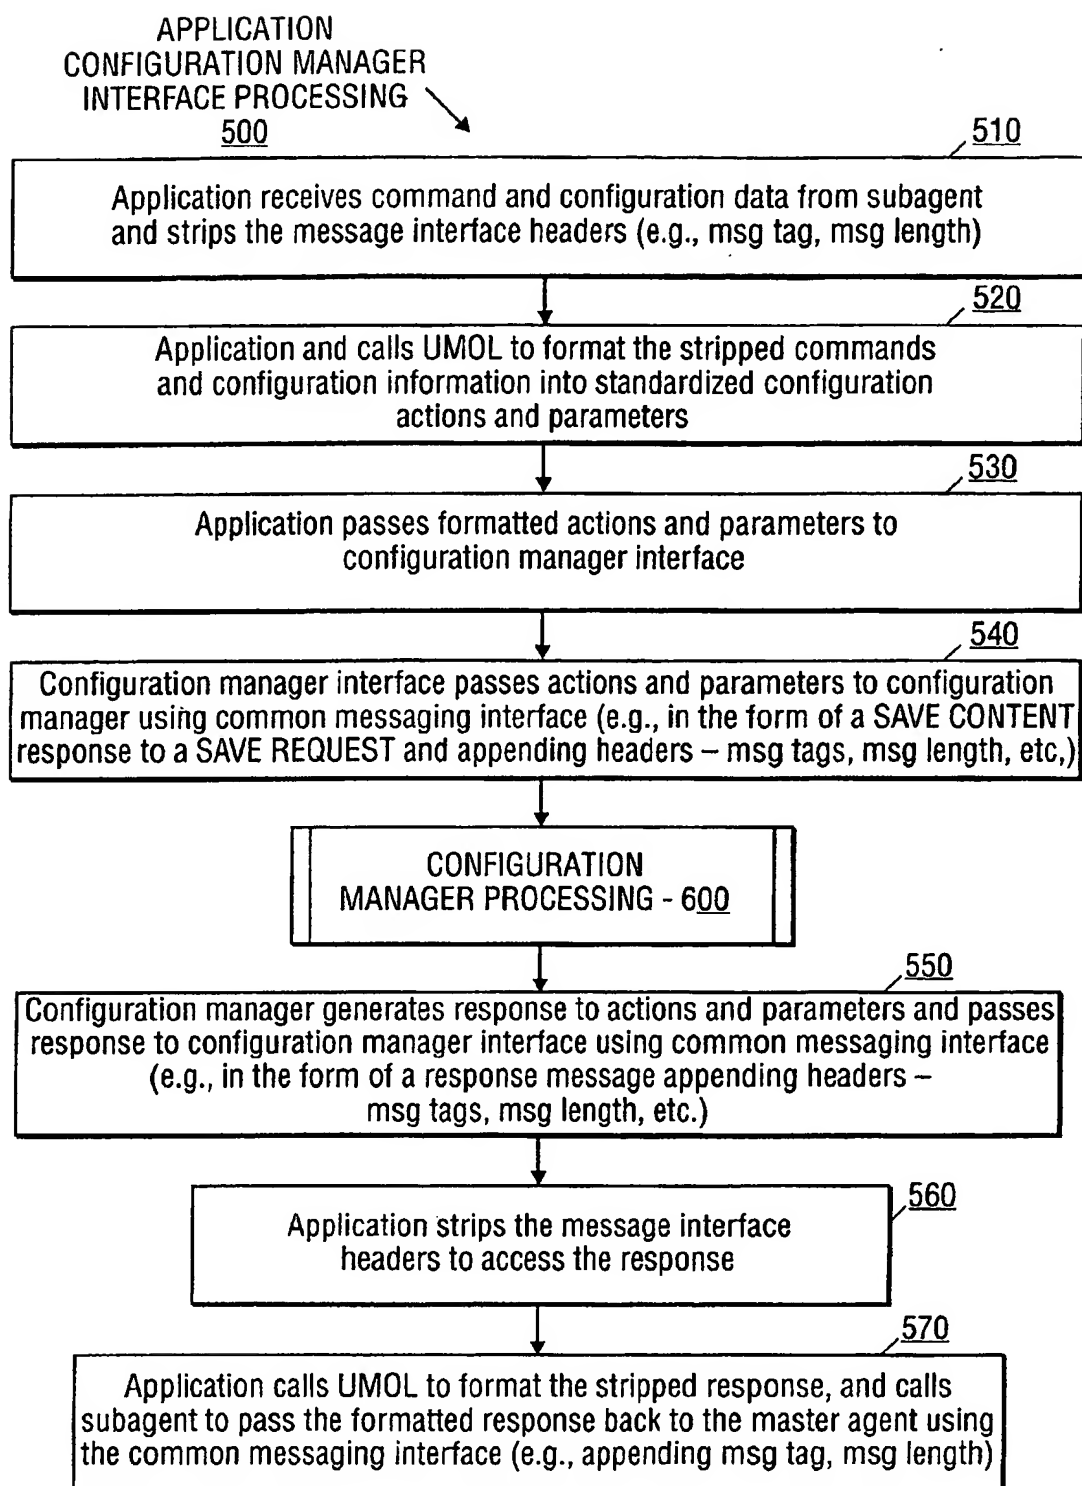 APPLICATION
CONFIGURATION MANAGER
INTERFACE PROCESSING
500
510
Application receives command and configuration data from subagent
and strips the message interface headers (e.g., msg tag, msg length)
520
Application and calls UMOL to format the stripped commands
and configuration information into standardized configuration
actions and parameters
530
Application passes formatted actions and parameters to
configuration manager interface
540
Configuration manager interface passes actions and parameters to configuration
manager using common messaging interface (e.g., in the form of a SAVE CONTENT
response to a SAVE REQUEST and appending headers – msg tags, msg length, etc,)
CONFIGURATION
MANAGER PROCESSING - 600
550
Configuration manager generates response to actions and parameters and passes
response to configuration manager interface using common messaging interface
(e.g., in the form of a response message appending headers –
msg tags, msg length, etc.)
560
Application strips the message interface
headers to access the response
570
Application calls UMOL to format the stripped response, and calls
subagent to pass the formatted response back to the master agent using
the common messaging interface (e.g., appending msg tag, msg length)